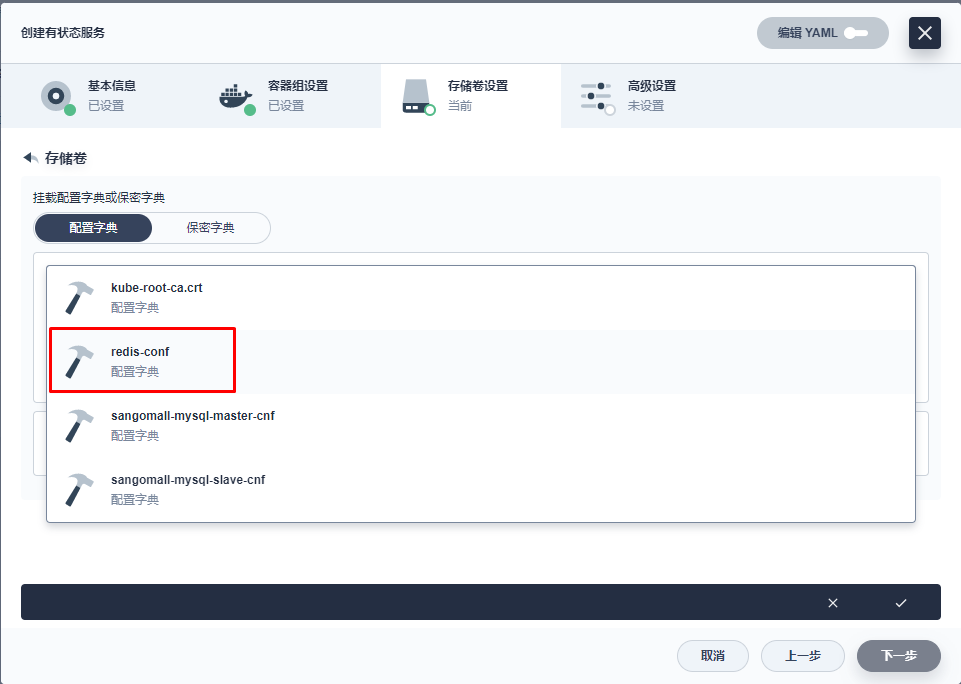 创建有状态服务
编辑 YAML
基本信息
已设置
容器组设置
已设置
存储卷设置
当前
高级设置
未设置
存储卷
挂载配置字典或保密字典
配置字典
保密字典
kube-root-ca.crt
配置字典
redis-conf
配置字典
sangomall-mysql-master-cnf
配置字典
sangomall-mysql-slave-cnf
配置字典
取消
上一步
下一步